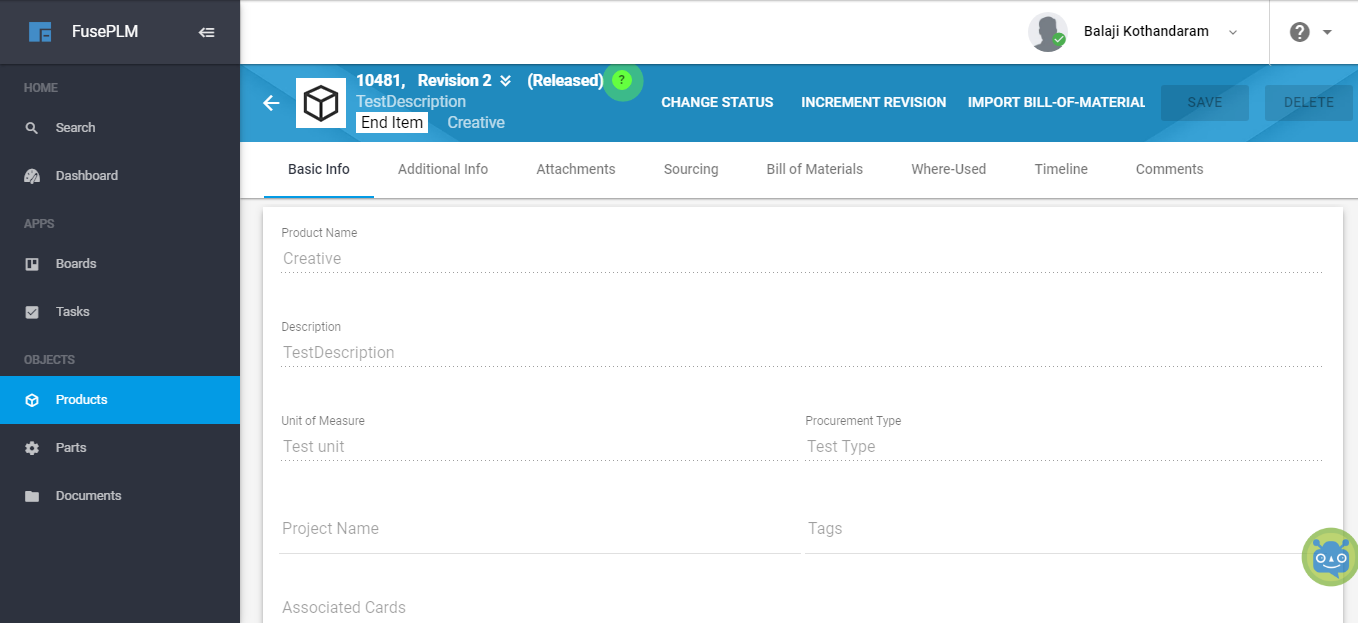 FusePLM
HOME
Search
Dashboard
APPS
Boards
Tasks
OBJECTS
Products
Parts
Documents
Balaji Kothandaram
?
10481, Revision 2 (Released) ?
TestDescription
End Item Creative
CHANGE STATUS INCREMENT REVISION IMPORT BILL-OF-MATERIAL SAVE DELETE
Basic Info Additional Info Attachments Sourcing Bill of Materials Where-Used Timeline Comments
Product Name
Creative
Description
TestDescription
Unit of Measure Procurement Type
Test unit Test Type
Project Name Tags
Associated Cards